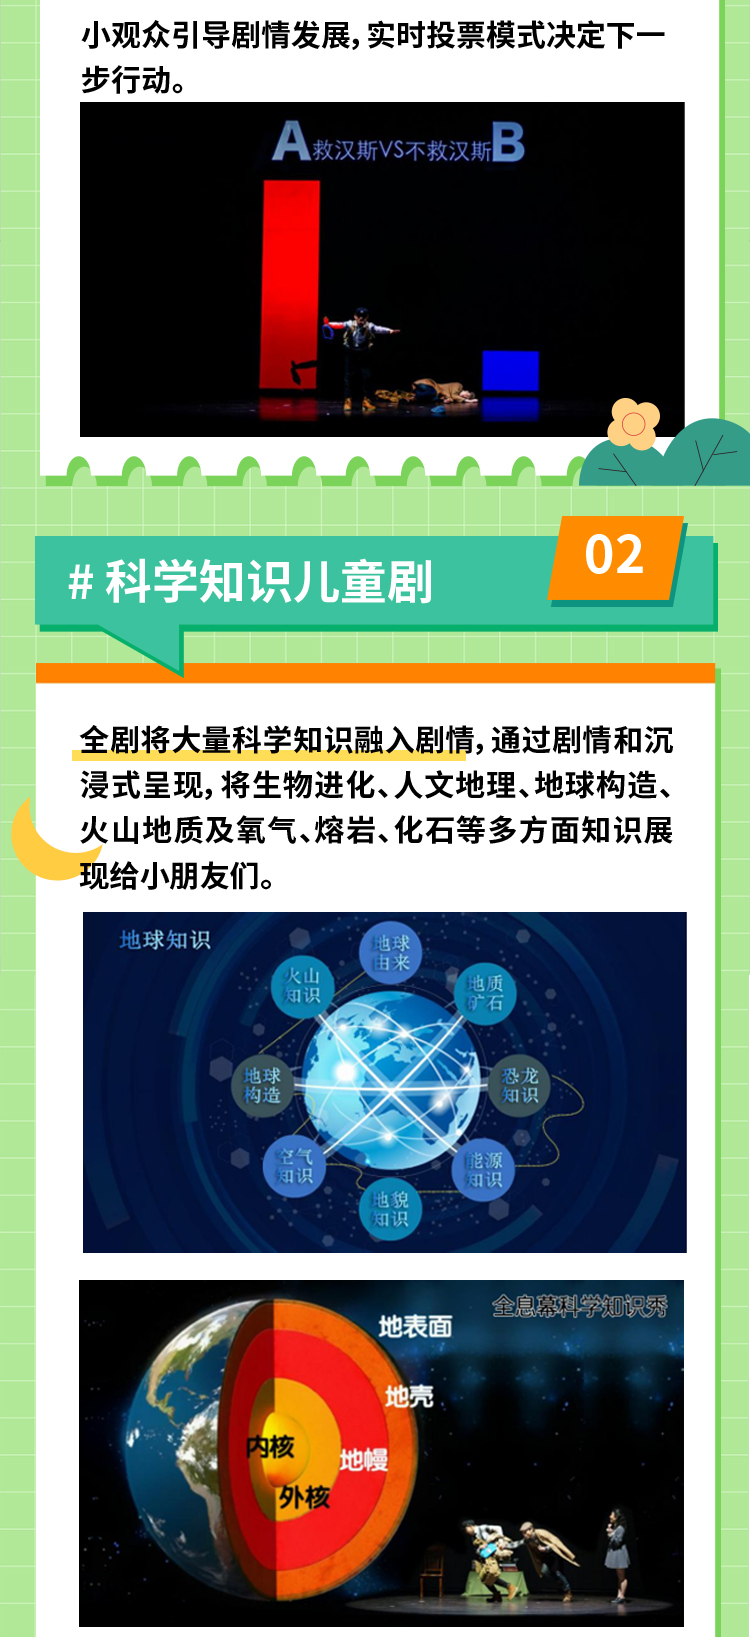 小观众引导剧情发展，实时投票模式决定下一
步行动。
A救汉斯VS不救汉斯B
02
# 科学知识儿童剧
全剧将大量科学知识融入剧情，通过剧情和沉
浸式呈现，将生物进化、人文地理、地球构造、
火山地质及氧气、熔岩、化石等多方面知识展
现给小朋友们。
地球知识
地球
由来
火山
知识
地质
矿石
地球
构造
恐龙
知识
空气
知识
能源
知识
地貌
知识
全息幕科学知识秀
地表面
地壳
内核
地幔
外核